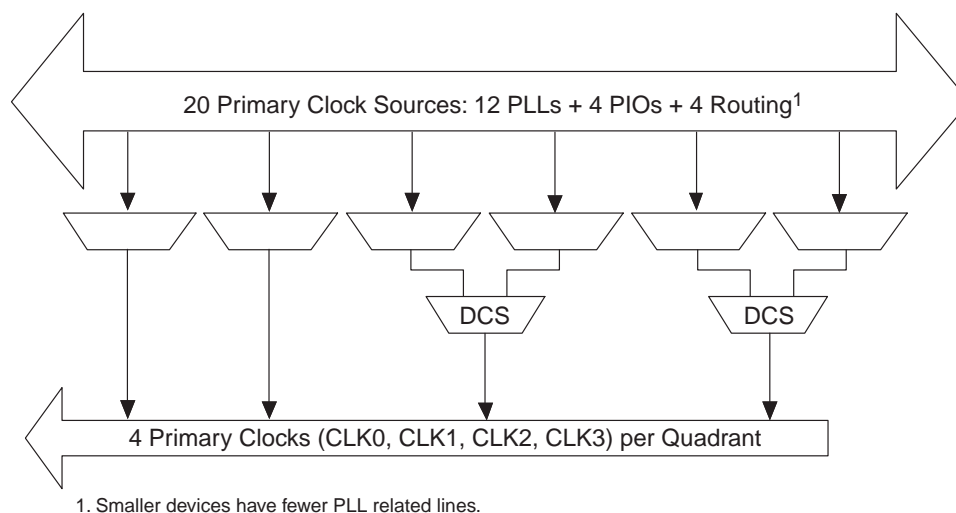 20 Primary Clock Sources: 12 PLLs + 4 PIOs + 4 Routing¹
DCS
DCS
4 Primary Clocks (CLK0, CLK1, CLK2, CLK3) per Quadrant
1. Smaller devices have fewer PLL related lines.